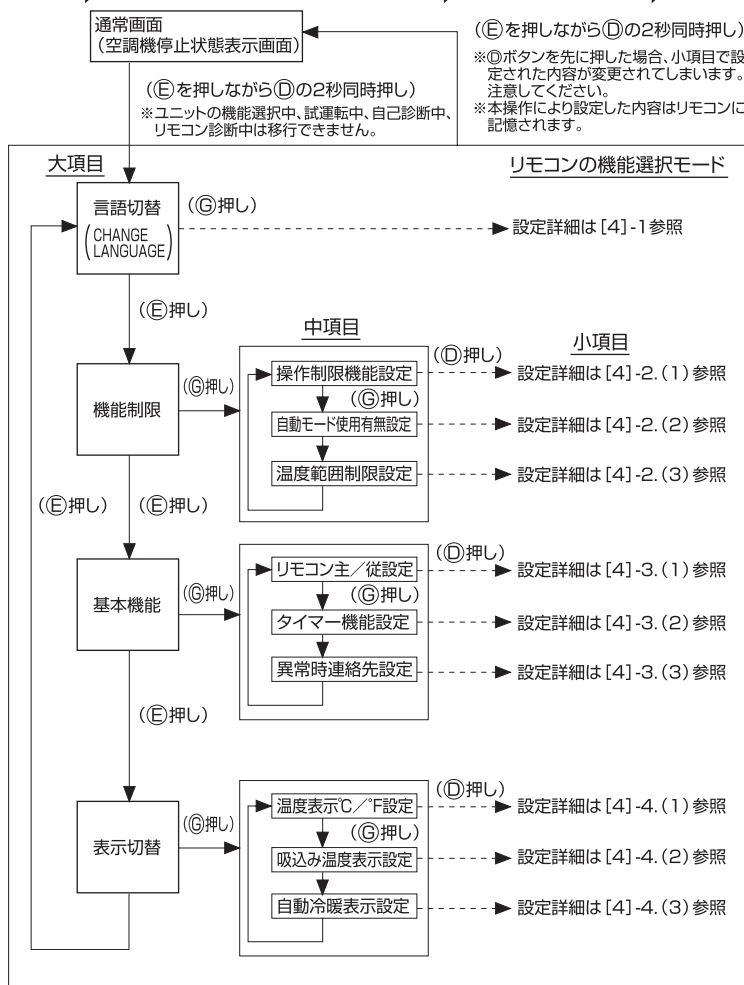 通常画面
(空調機停止状態表示画面)
(Ⓔを押しながらⒹの2秒同時押し)
※Ⓓボタンを先に押した場合、小項目で設
定された内容が変更されてしまいます。
注意してください。
※本操作により設定した内容はリモコンに
記憶されます。
(Ⓔを押しながらⒹの2秒同時押し)
※ユニットの機能選択中、試運転中、自己診断中、
リモコン診断中は移行できません。
大項目
リモコンの機能選択モード
言語切替
(CHANGE
LANGUAGE)
(Ⓖ押し)
設定詳細は[4]-1参照
(Ⓔ押し)
中項目
小項目
機能制限
(Ⓖ押し)
操作制限機能設定
(Ⓓ押し)
設定詳細は[4]-2.(1)参照
(Ⓖ押し)
自動モード使用有無設定
設定詳細は[4]-2.(2)参照
温度範囲制限設定
設定詳細は[4]-2.(3)参照
(Ⓔ押し)
(Ⓔ押し)
基本機能
(Ⓖ押し)
リモコン主/従設定
(Ⓓ押し)
設定詳細は[4]-3.(1)参照
(Ⓖ押し)
タイマー機能設定
設定詳細は[4]-3.(2)参照
異常時連絡先設定
設定詳細は[4]-3.(3)参照
(Ⓔ押し)
表示切替
(Ⓖ押し)
温度表示℃/°F設定
(Ⓓ押し)
設定詳細は[4]-4.(1)参照
(Ⓖ押し)
吸込み温度表示設定
設定詳細は[4]-4.(2)参照
自動冷暖表示設定
設定詳細は[4]-4.(3)参照